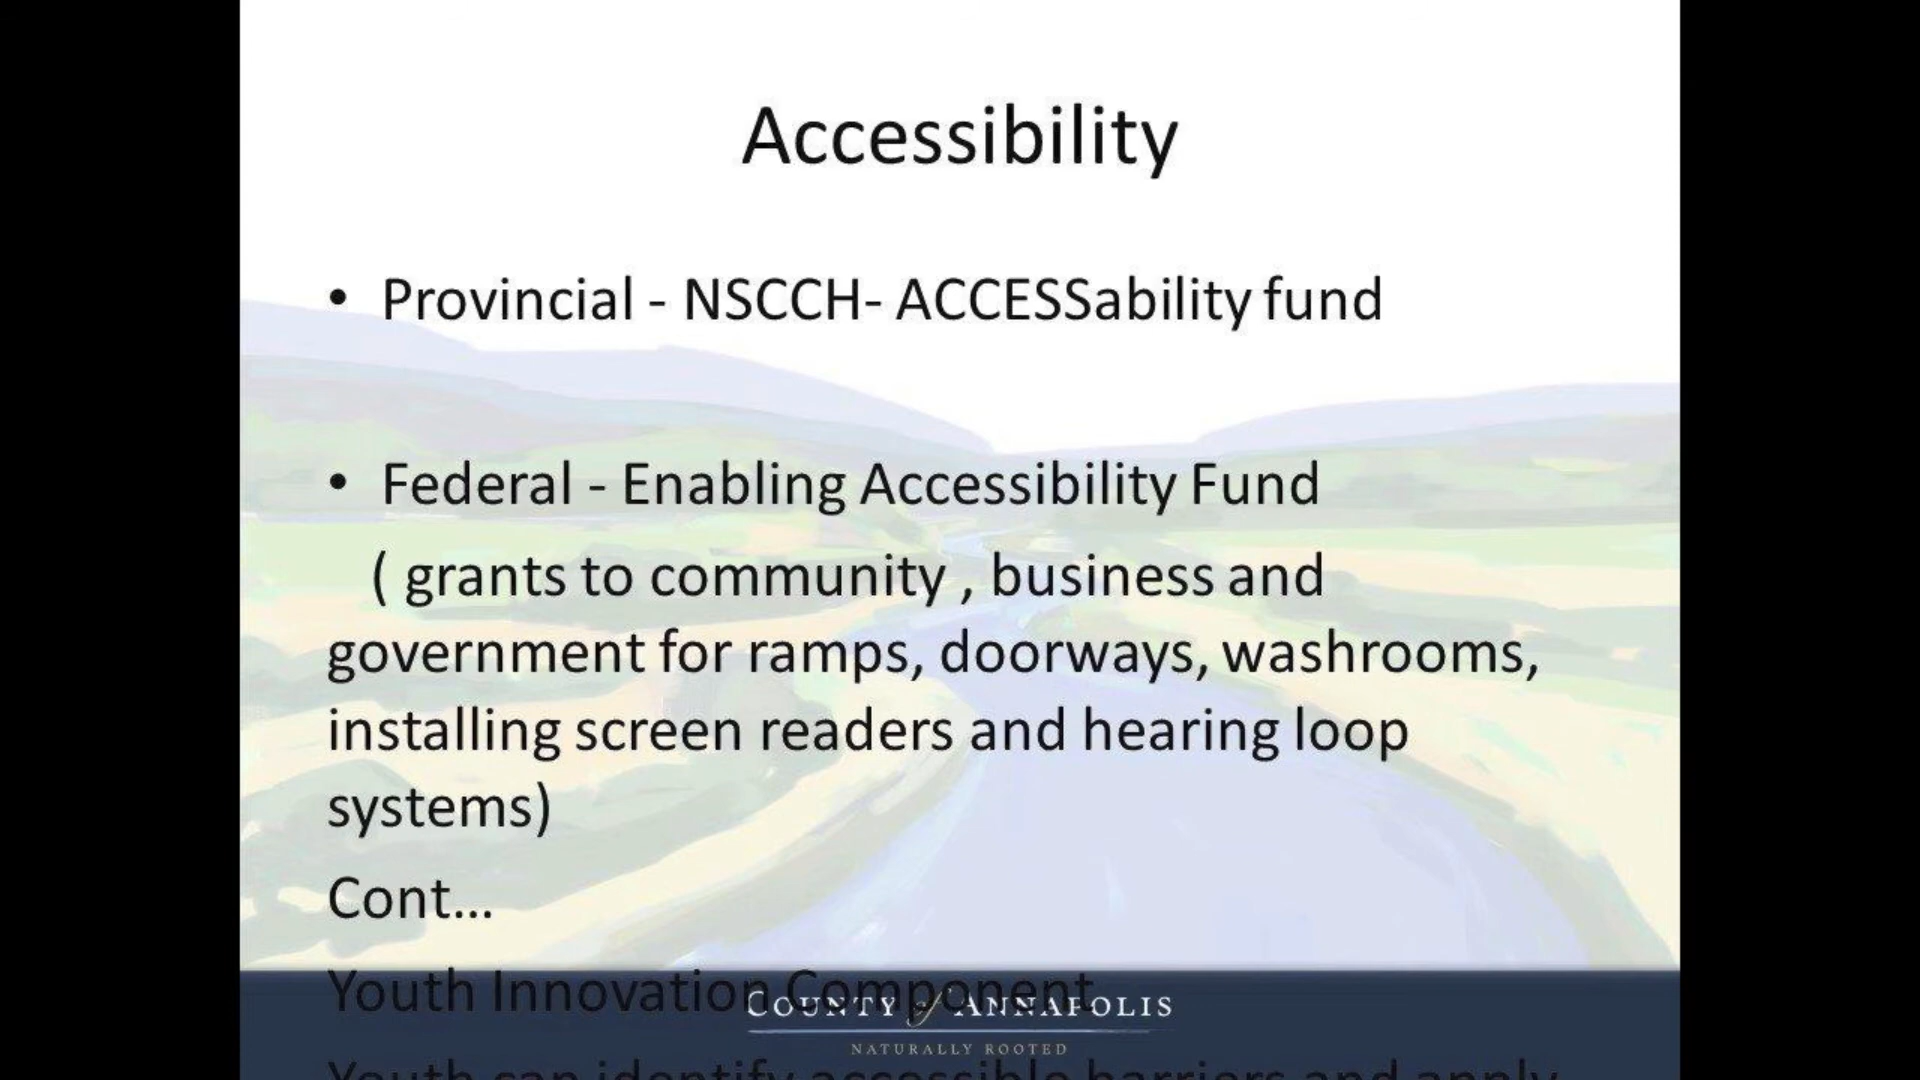 Accessibility
• Provincial - NSCCH- ACCESSability fund
• Federal - Enabling Accessibility Fund
( grants to community , business and
government for ramps, doorways, washrooms,
installing screen readers and hearing loop
systems)
Cont...
Youth Innovation Component
COUNTY of ANNAPOLIS
NATURALLY ROOTED
Youth can identify accessible barriers and apply